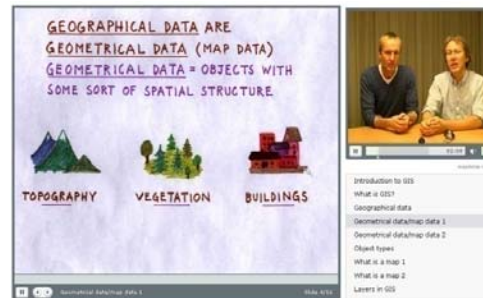 GEOGRAPHICAL DATA ARE
GEOMETRICAL DATA (MAP DATA)
GEOMETRICAL DATA = OBJECTS WITH
SOME SORT OF SPATIAL STRUCTURE
TOPOGRAPHY VEGETATION BUILDINGS
Geometrical data/map data 1
Introduction to GIS
What is GIS?
Geographical data
Geometrical data/map data 1
Geometrical data/map data 2
Object types
What is a map 1
What is a map 2
Layers in GIS